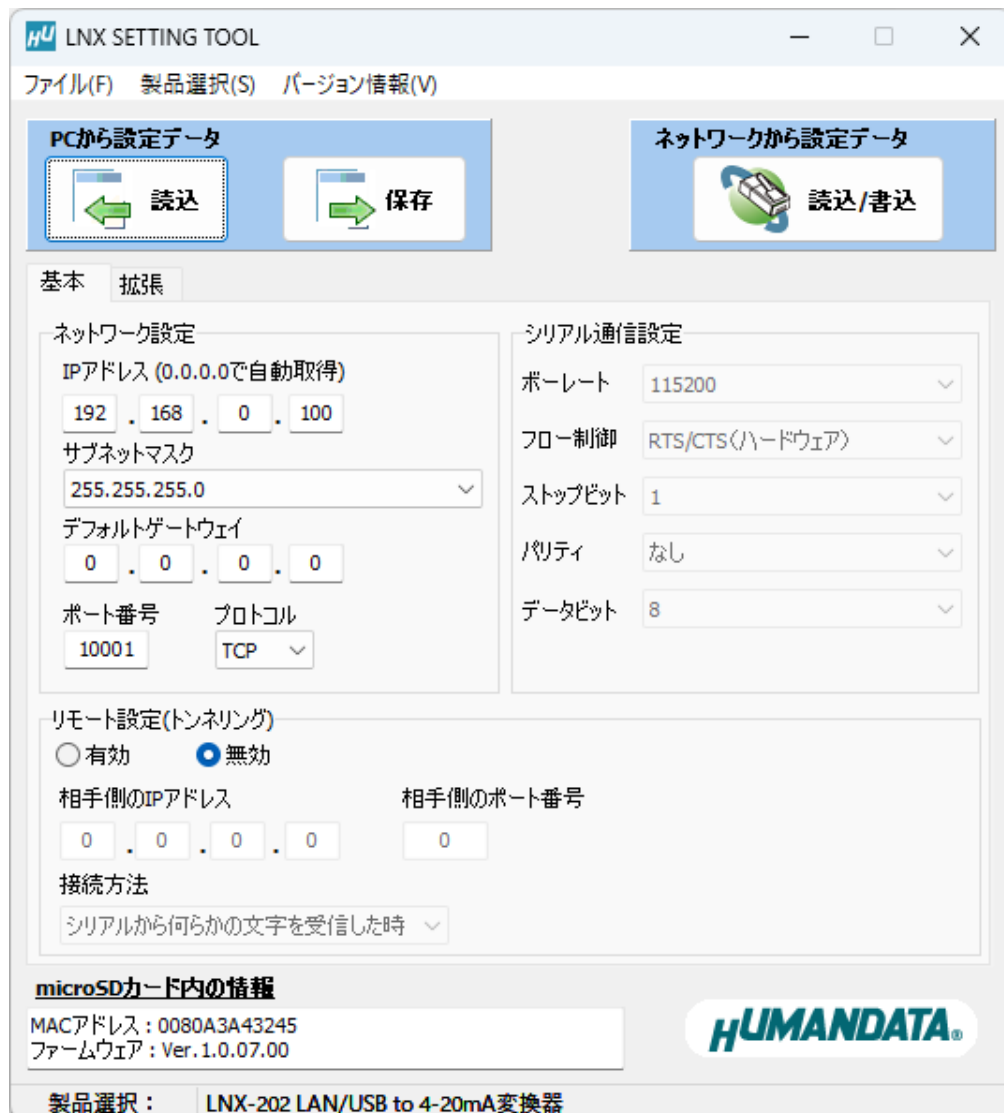 HU LNX SETTING TOOL
ファイル(F) 製品選択(S) バージョン情報(V)
PCから設定データ
読込
保存
ネットワークから設定データ
読込/書込
基本 拡張
ネットワーク設定
IPアドレス (0.0.0.0で自動取得)
192 . 168 . 0 . 100
サブネットマスク
255.255.255.0
デフォルトゲートウェイ
0 . 0 . 0 . 0
ポート番号 プロトコル
10001 TCP
シリアル通信設定
ボーレート 115200
フロー制御 RTS/CTS(ハードウェア)
ストップビット 1
パリティ なし
データビット 8
リモート設定(トンネリング)
有効 無効
相手側のIPアドレス 相手側のポート番号
0 . 0 . 0 . 0 0
接続方法
シリアルから何らかの文字を受信した時
microSDカード内の情報
MACアドレス : 0080A3A43245
ファームウェア : Ver.1.0.07.00
HUMANDATA®
製品選択： LNX-202 LAN/USB to 4-20mA変換器